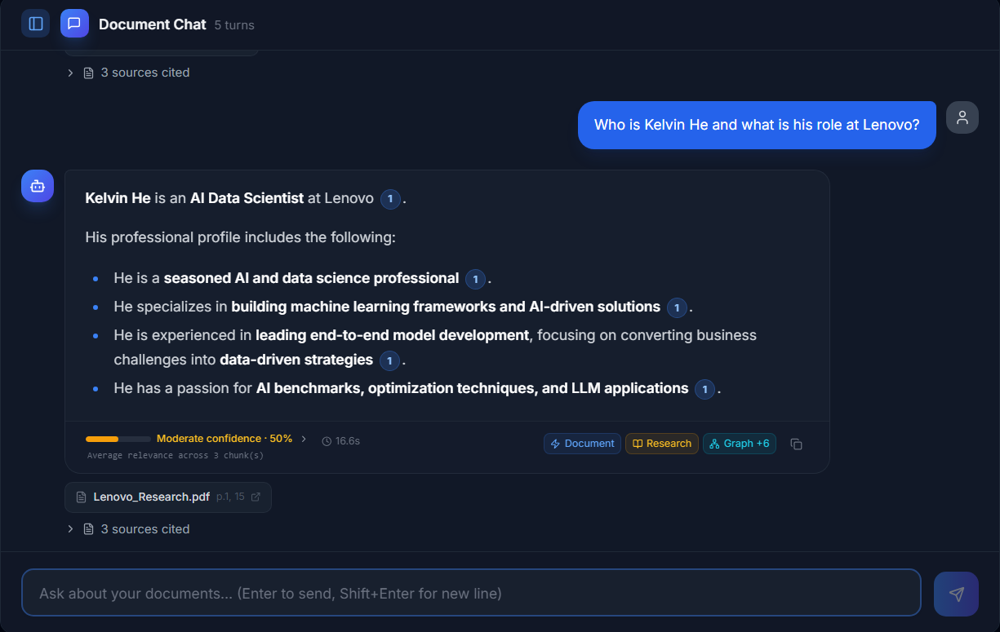 Document Chat 5 turns
3 sources cited
Who is Kelvin He and what is his role at Lenovo?
Kelvin He is an AI Data Scientist at Lenovo 1 .
His professional profile includes the following:
• He is a seasoned AI and data science professional 1 .
• He specializes in building machine learning frameworks and AI-driven solutions 1 .
• He is experienced in leading end-to-end model development, focusing on converting business
challenges into data-driven strategies 1 .
• He has a passion for AI benchmarks, optimization techniques, and LLM applications 1 .
Moderate confidence · 50% 16.6s Document Research Graph +6
Average relevance across 3 chunk(s)
Lenovo_Research.pdf p.1, 15
3 sources cited
Ask about your documents... (Enter to send, Shift+Enter for new line)